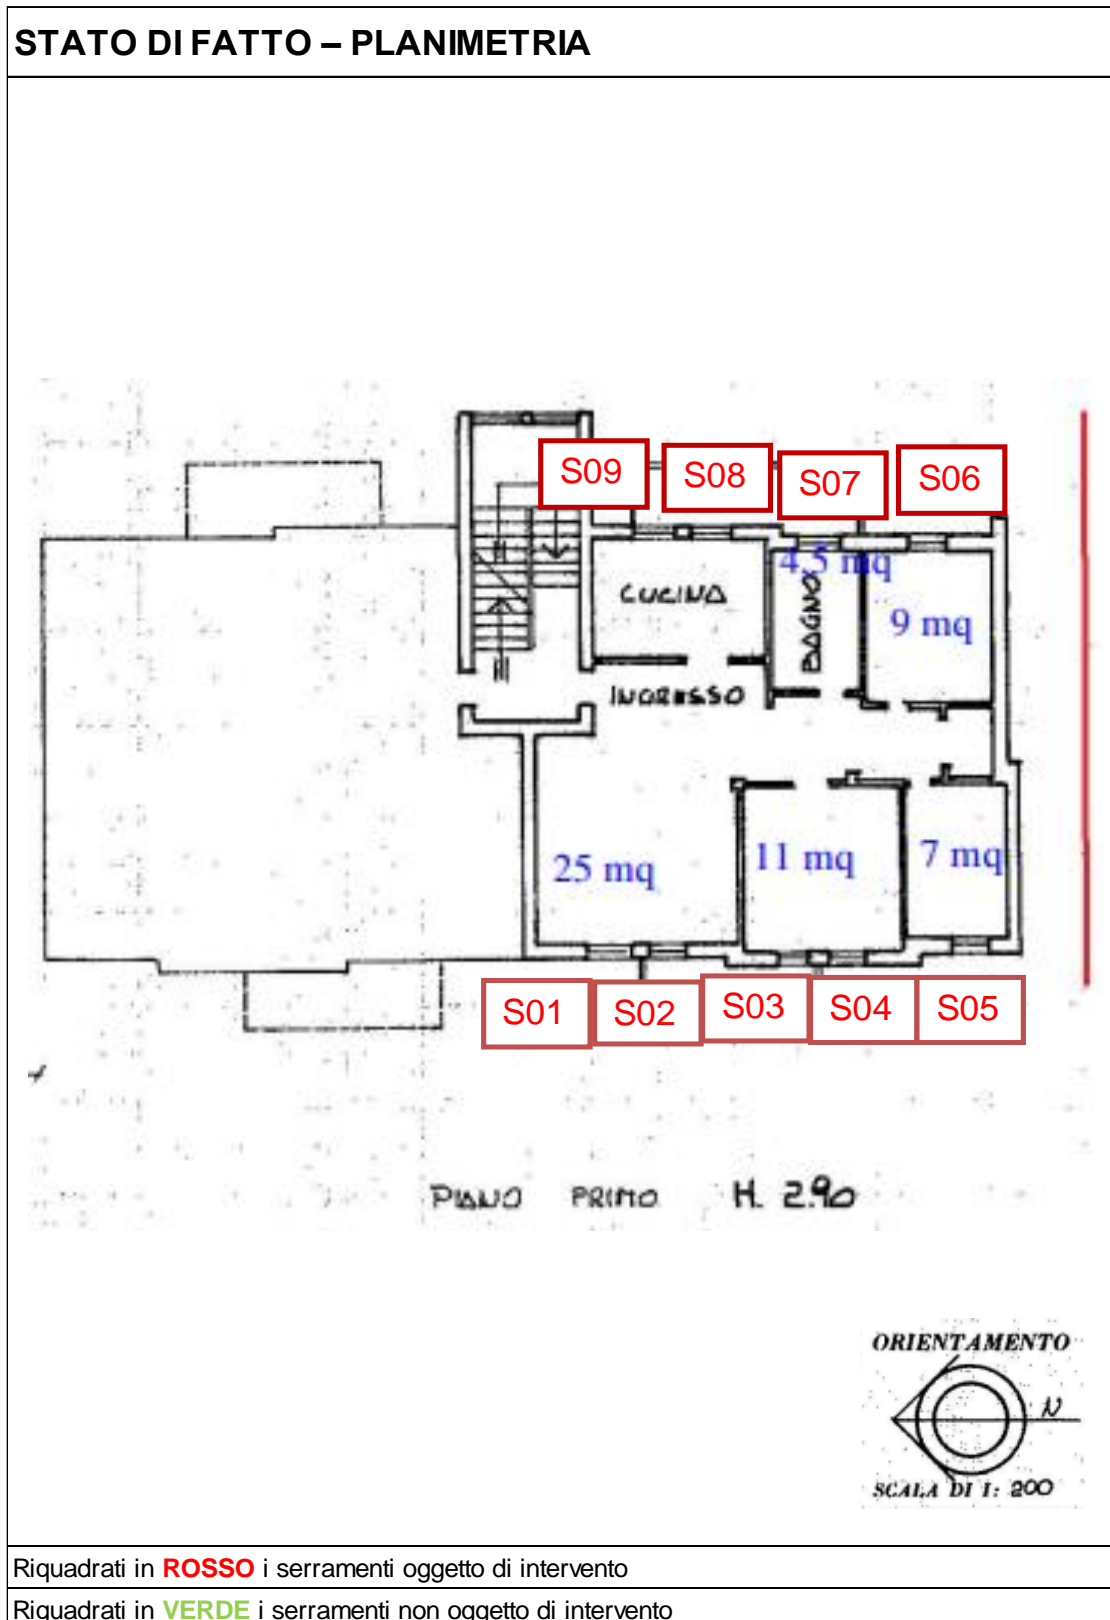 STATO DI FATTO – PLANIMETRIA
S09
S08
S07
S06
4,5 mq
CUCINA
BAGNO
9 mq
INGRESSO
25 mq
11 mq
7 mq
S01
S02
S03
S04
S05
PIANO PRIMO H. 2.90
ORIENTAMENTO
N
SCALA DI 1: 200
Riquadrati in ROSSO i serramenti oggetto di intervento
Riquadrati in VERDE i serramenti non oggetto di intervento